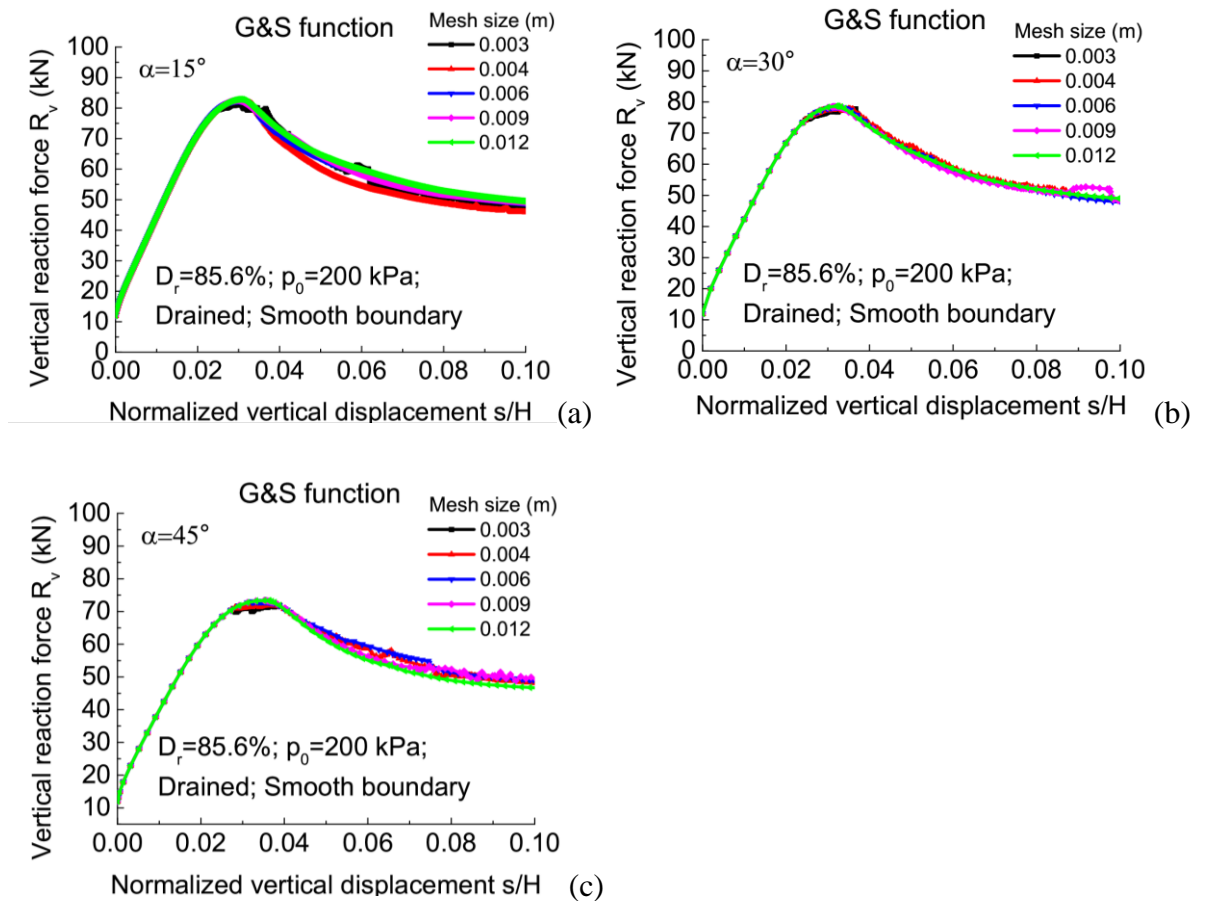 G&S function
Mesh size (m)
0.003
0.004
0.006
0.009
0.012
α=15°
D_r=85.6%; p_0=200 kPa;
Drained; Smooth boundary
Vertical reaction force R_v (kN)
100
90
80
70
60
50
40
30
20
10
0
0.00 0.02 0.04 0.06 0.08 0.10
Normalized vertical displacement s/H
(a)
G&S function
Mesh size (m)
0.003
0.004
0.006
0.009
0.012
α=30°
D_r=85.6%; p_0=200 kPa;
Drained; Smooth boundary
Vertical reaction force R_v (kN)
100
90
80
70
60
50
40
30
20
10
0
0.00 0.02 0.04 0.06 0.08 0.10
Normalized vertical displacement s/H
(b)
G&S function
Mesh size (m)
0.003
0.004
0.006
0.009
0.012
α=45°
D_r=85.6%; p_0=200 kPa;
Drained; Smooth boundary
Vertical reaction force R_v (kN)
100
90
80
70
60
50
40
30
20
10
0.00 0.02 0.04 0.06 0.08 0.10
Normalized vertical displacement s/H
(c)